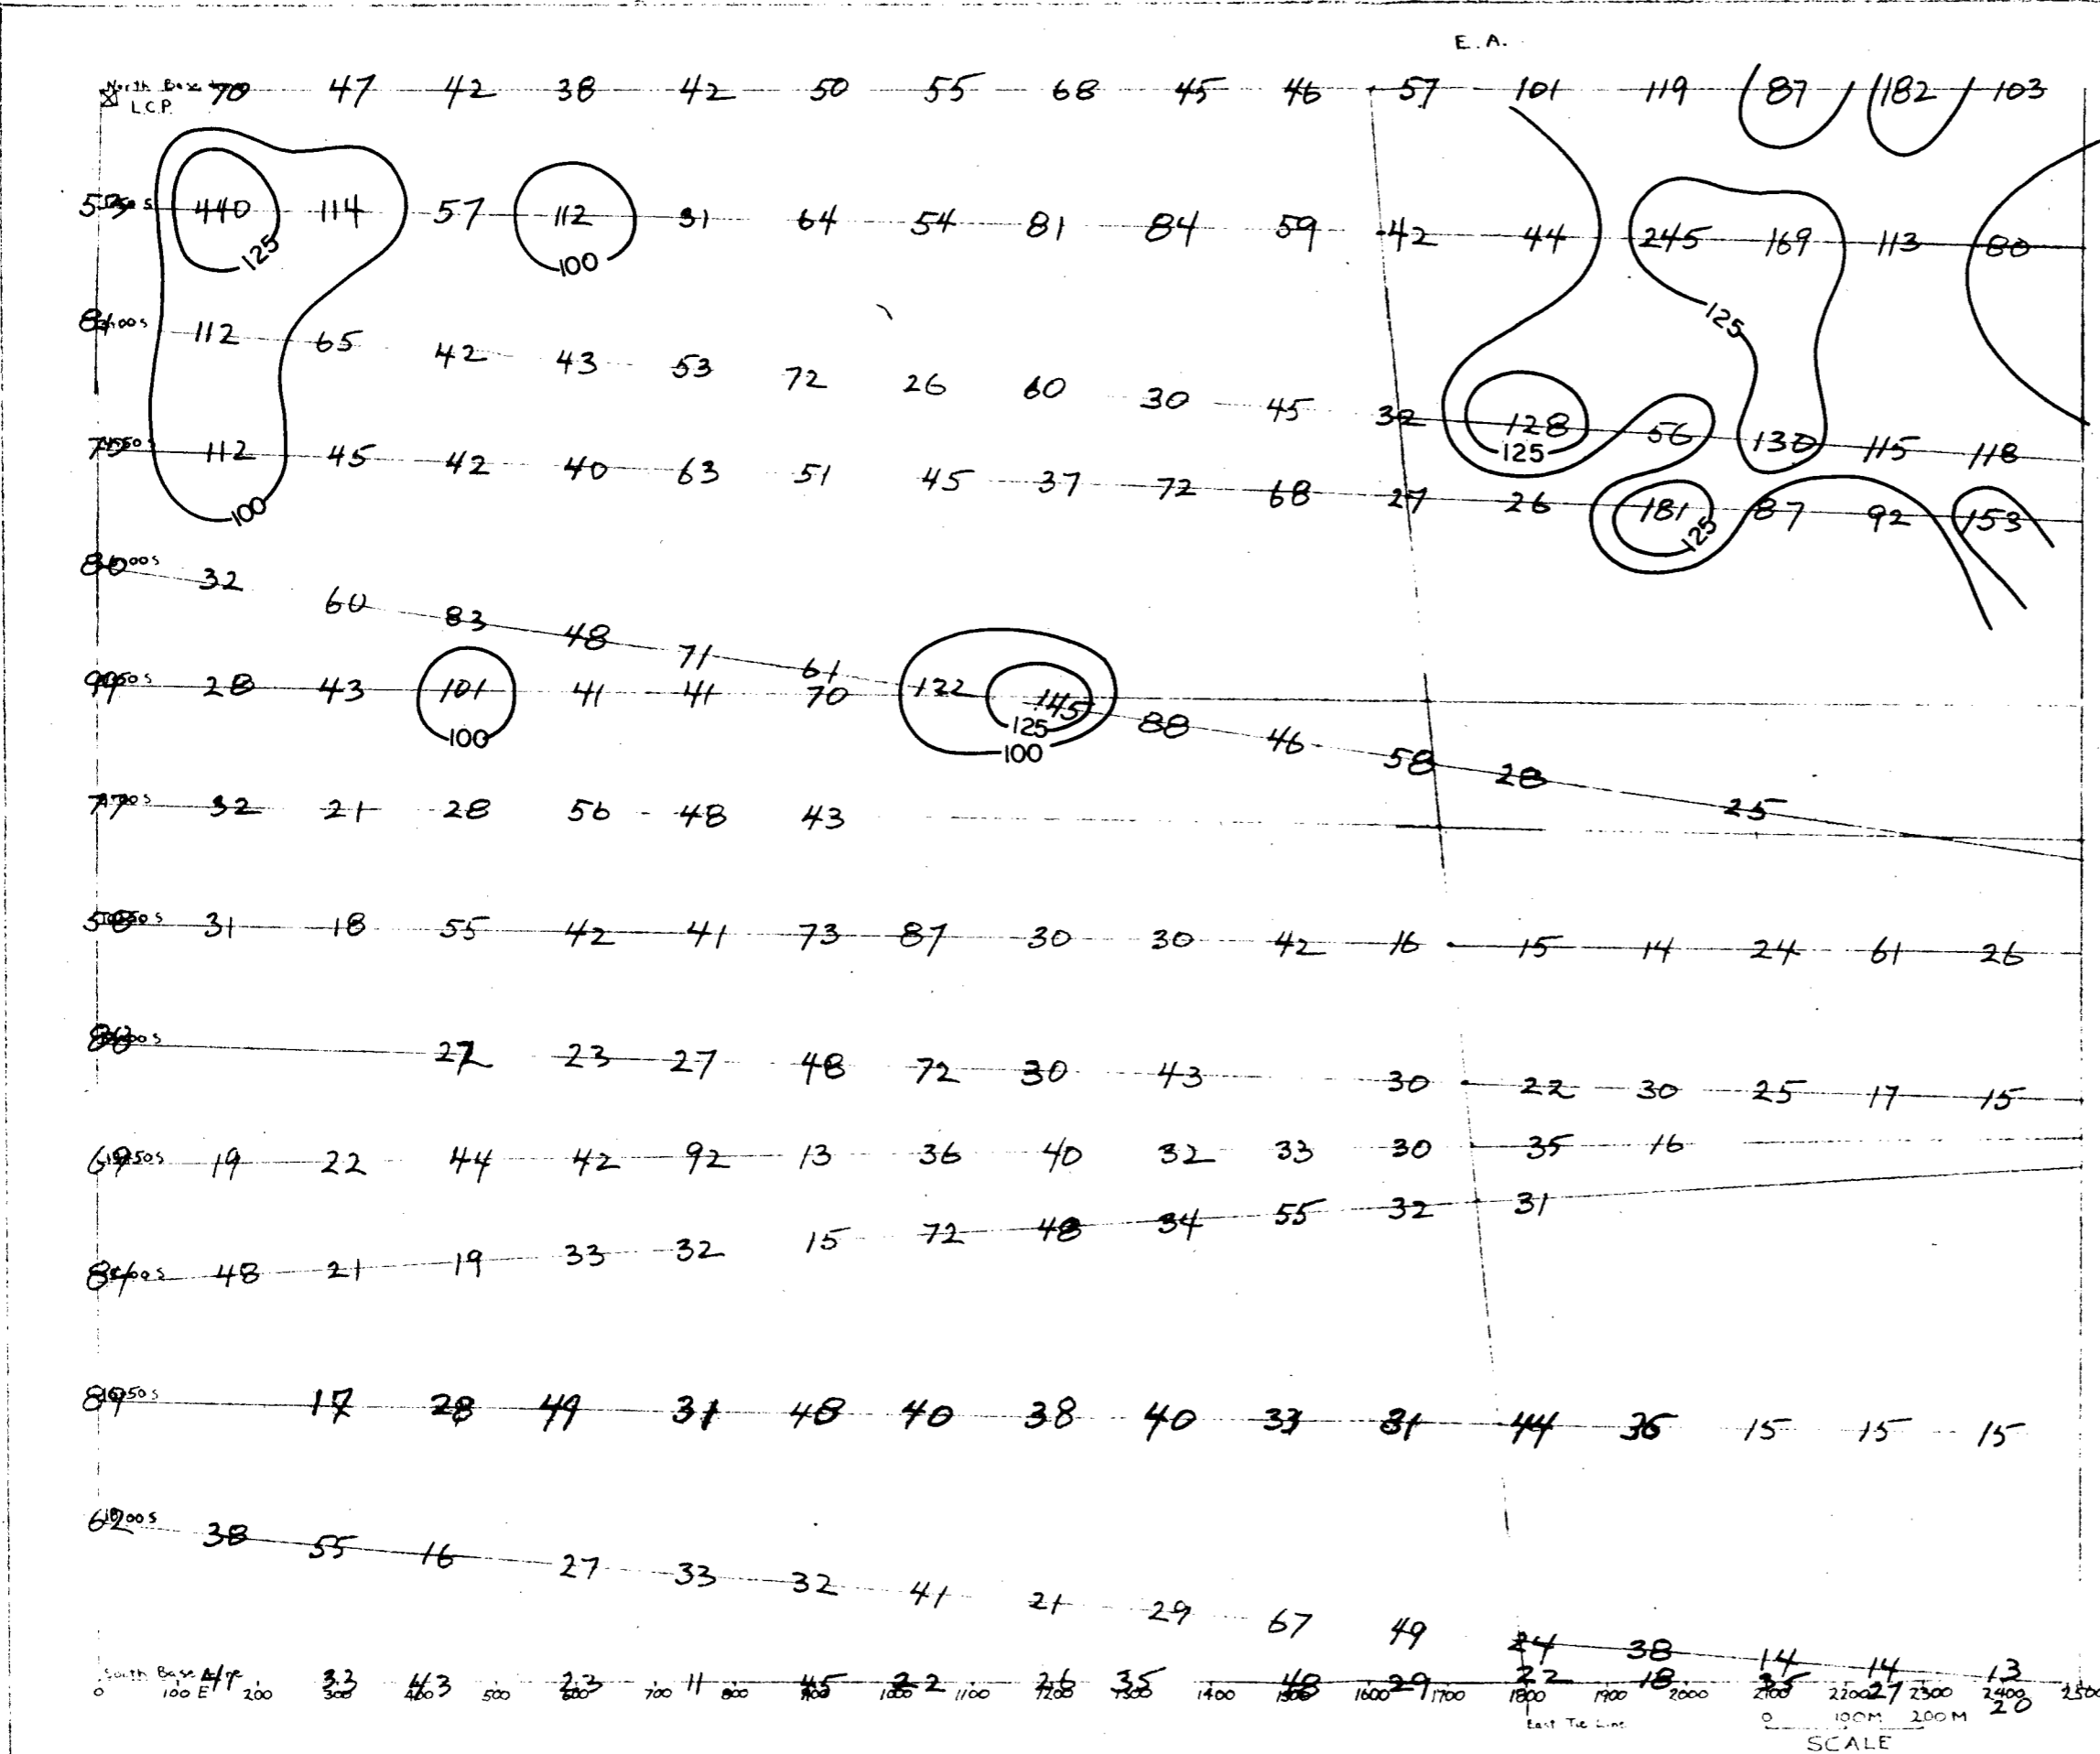 E.A.
North Base 70 47 42 38 42 50 55 68 45 46 57 101 119 87 182 103
L.C.P.
440 114 57 112 31 64 54 81 84 59 42 44 245 169 113 80
125
100
112 65 42 43 53 72 26 60 30 45 32 128 56 130 115 118
125
125
112 45 42 40 63 51 45 37 72 68 27 26 181 87 92 153
100
125
32 60 83 48 71 61 88 46 58 28 25
28 43 101 41 41 70 122 145
100
125
100
32 21 28 56 48 43
31 18 55 42 41 73 87 30 30 42 16 15 14 24 61 26
27 23 27 48 72 30 43 30 22 30 25 17 15
19 22 44 42 92 13 36 40 32 33 30 35 16
48 21 19 33 32 15 72 48 34 55 32 31
17 28 49 31 48 40 38 40 33 31 44 36 15 15 15
38 55 16 27 33 32 41 21 29 67 49 24 38 14 14 13
South Base 33 43 23 11 45 22 26 35 48 29 22 18 35 27 20
0 100 E 200 300 400 500 600 700 800 900 1000 1100 1200 1300 1400 1500 1600 1700 1800 1900 2000 2100 2200 2300 2400 2500
East Tie Line
0 100M 200M
SCALE